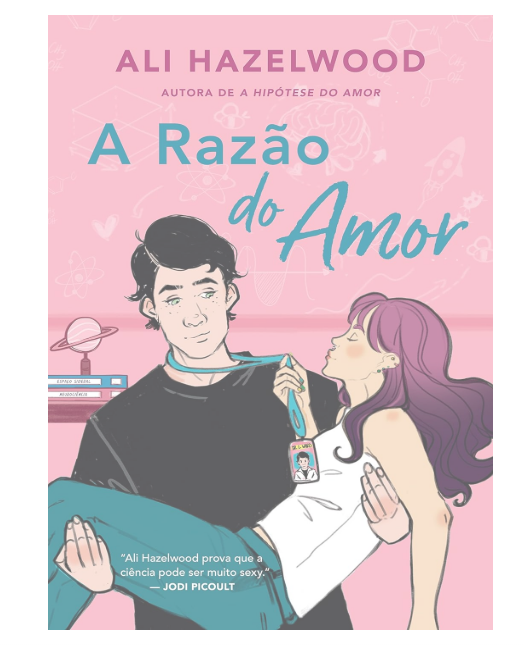 ALI HAZELWOOD
AUTORA DE A HIPÓTESE DO AMOR
A Razão
do Amor
"Ali Hazelwood prova que a
ciência pode ser muito sexy."
— JODI PICOULT